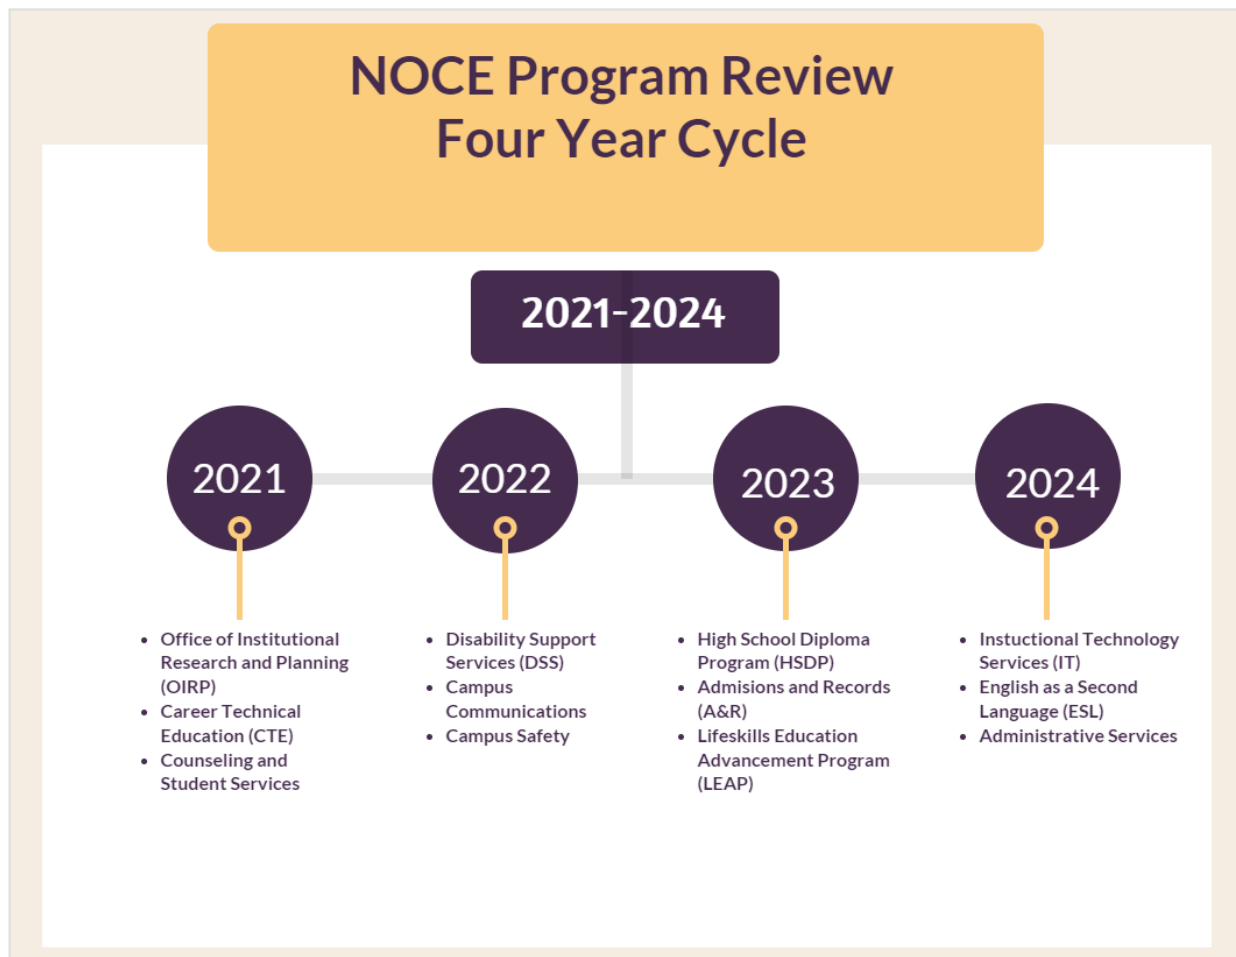 NOCE Program Review
Four Year Cycle
2021-2024
2021
2022
2023
2024
• Office of Institutional
Research and Planning
(OIRP)
• Career Technical
Education (CTE)
• Counseling and
Student Services
• Disability Support
Services (DSS)
• Campus
Communications
• Campus Safety
• High School Diploma
Program (HSDP)
• Admisions and Records
(A&R)
• Lifeskills Education
Advancement Program
(LEAP)
• Instuctional Technology
Services (IT)
• English as a Second
Language (ESL)
• Administrative Services